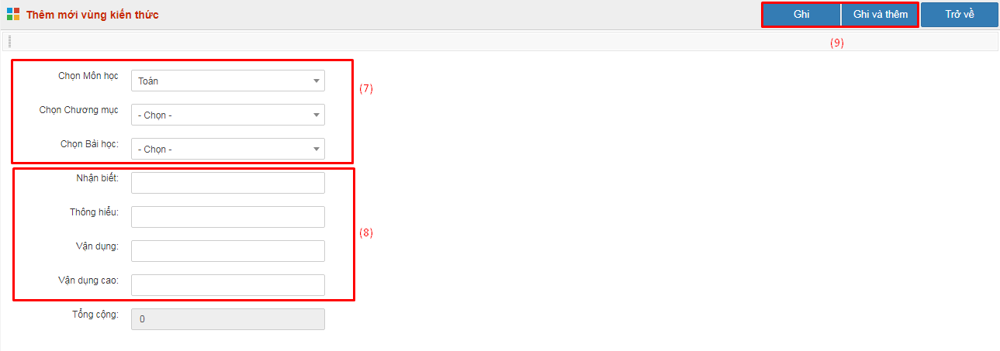 Thêm mới vùng kiến thức
Ghi
Ghi và thêm
Trở về
(9)
Chọn Môn học
Toán
(7)
Chọn Chương mục
- Chọn -
Chọn Bài học:
- Chọn -
Nhận biết:
Thông hiểu:
(8)
Vận dụng:
Vận dụng cao:
Tổng cộng:
0